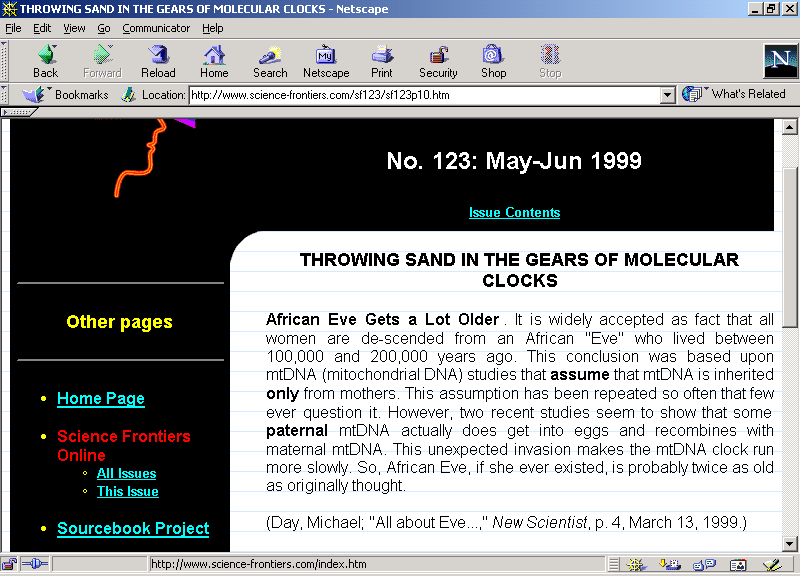 THROWING SAND IN THE GEARS OF MOLECULAR CLOCKS - Netscape
File Edit View Go Communicator Help
Back Forward Reload Home Search Netscape Print Security Shop Stop
My
N
Bookmarks Location: http://www.science-frontiers.com/sf123/sf123p10.htm What's Related
No. 123: May-Jun 1999
Issue Contents
Other pages
Home Page
Science Frontiers
Online
All Issues
This Issue
Sourcebook Project
THROWING SAND IN THE GEARS OF MOLECULAR
CLOCKS
African Eve Gets a Lot Older . It is widely accepted as fact that all
women are de-scended from an African "Eve" who lived between
100,000 and 200,000 years ago. This conclusion was based upon
mtDNA (mitochondrial DNA) studies that assume that mtDNA is inherited
only from mothers. This assumption has been repeated so often that few
ever question it. However, two recent studies seem to show that some
paternal mtDNA actually does get into eggs and recombines with
maternal mtDNA. This unexpected invasion makes the mtDNA clock run
more slowly. So, African Eve, if she ever existed, is probably twice as old
as originally thought.
(Day, Michael; "All about Eve...," New Scientist, p. 4, March 13, 1999.)
http://www.science-frontiers.com/index.htm